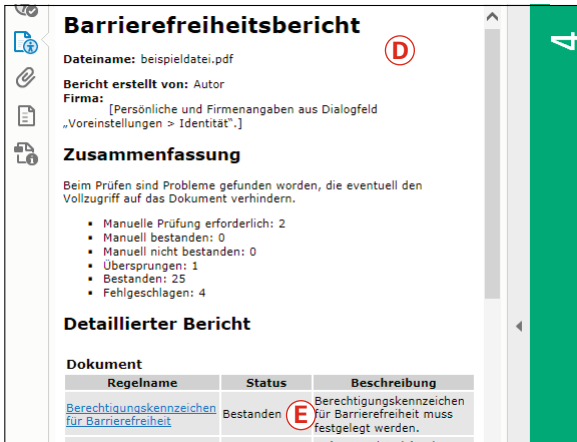 Barrierefreiheitsbericht
D
4
Dateiname: beispieldatei.pdf
Bericht erstellt von: Autor
Firma:
[Persönliche und Firmenangaben aus Dialogfeld
„Voreinstellungen > Identität“.]
Zusammenfassung
Beim Prüfen sind Probleme gefunden worden, die eventuell den
Vollzugriff auf das Dokument verhindern.
▪ Manuelle Prüfung erforderlich: 2
▪ Manuell bestanden: 0
▪ Manuell nicht bestanden: 0
▪ Übersprungen: 1
▪ Bestanden: 25
▪ Fehlgeschlagen: 4
Detaillierter Bericht
Dokument
Regelname Status Beschreibung
Berechtigungskennzeichen
für Barrierefreiheit
Bestanden
E
Berechtigungskennzeichen
für Barrierefreiheit muss
festgelegt werden.